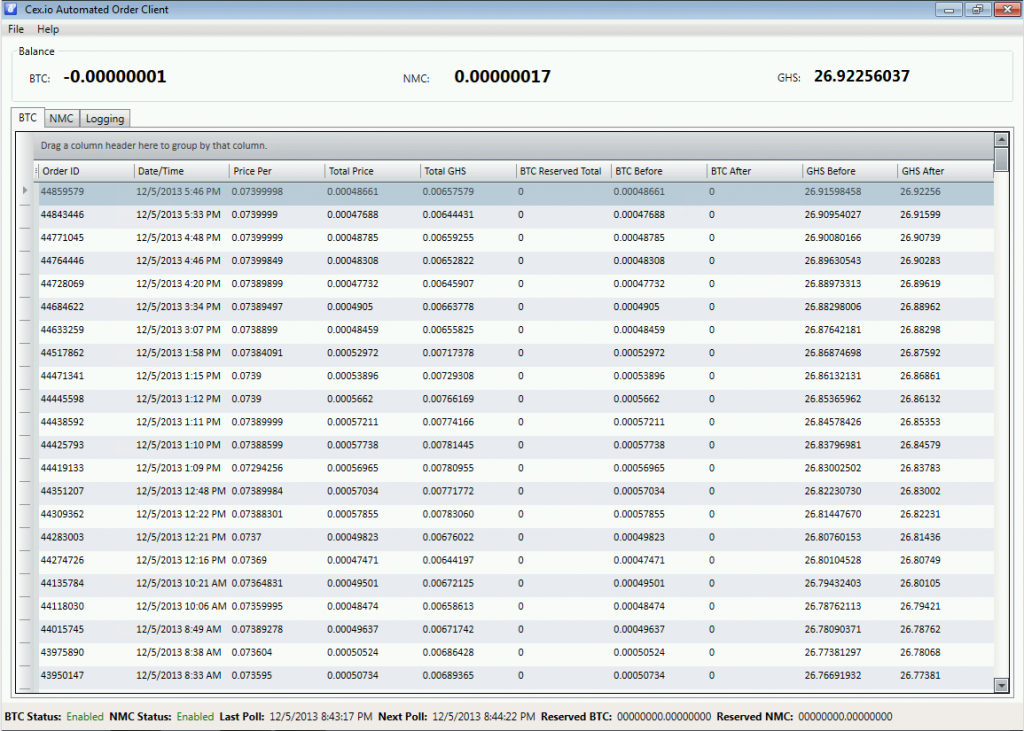 Cex.io Automated Order Client
File Help
Balance
BTC: -0.00000001 NMC: 0.00000017 GHS: 26.92256037
BTC NMC Logging
Drag a column header here to group by that column.
Order ID Date/Time Price Per Total Price Total GHS BTC Reserved Total BTC Before BTC After GHS Before GHS After
44859579 12/5/2013 5:46 PM 0.07399998 0.00048661 0.00657579 0 0.00048661 0 26.91598458 26.92256
44843446 12/5/2013 5:33 PM 0.0739999 0.00047688 0.00644431 0 0.00047688 0 26.90954027 26.91599
44771045 12/5/2013 4:48 PM 0.07399999 0.00048785 0.00659255 0 0.00048785 0 26.90080166 26.90739
44764446 12/5/2013 4:46 PM 0.07399849 0.00048308 0.00652822 0 0.00048308 0 26.89630543 26.90283
44728069 12/5/2013 4:20 PM 0.07389899 0.00047732 0.00645907 0 0.00047732 0 26.88973313 26.89619
44684622 12/5/2013 3:34 PM 0.07389497 0.0004905 0.00663778 0 0.0004905 0 26.88298006 26.88962
44633259 12/5/2013 3:07 PM 0.0738899 0.00048459 0.00655825 0 0.00048459 0 26.87642181 26.88298
44517862 12/5/2013 1:58 PM 0.07384091 0.00052972 0.00717378 0 0.00052972 0 26.86874698 26.87592
44471341 12/5/2013 1:15 PM 0.0739 0.00053896 0.00729308 0 0.00053896 0 26.86132131 26.86861
44445598 12/5/2013 1:12 PM 0.0739 0.0005662 0.00766169 0 0.0005662 0 26.85365962 26.86132
44438592 12/5/2013 1:11 PM 0.07389999 0.00057211 0.00774166 0 0.00057211 0 26.84578426 26.85353
44425793 12/5/2013 1:10 PM 0.07388599 0.00057738 0.00781445 0 0.00057738 0 26.83796981 26.84579
44419133 12/5/2013 1:09 PM 0.07294256 0.00056965 0.00780955 0 0.00056965 0 26.83002502 26.83783
44351207 12/5/2013 12:48 PM 0.07389984 0.00057034 0.00771772 0 0.00057034 0 26.82230730 26.83002
44309362 12/5/2013 12:22 PM 0.07388301 0.00057855 0.00783060 0 0.00057855 0 26.81447670 26.82231
44283003 12/5/2013 12:21 PM 0.0737 0.00049823 0.00676022 0 0.00049823 0 26.80760153 26.81436
44274726 12/5/2013 12:16 PM 0.07369 0.00047471 0.00644197 0 0.00047471 0 26.80104528 26.80749
44135784 12/5/2013 10:21 AM 0.07364831 0.00049501 0.00672125 0 0.00049501 0 26.79432403 26.80105
44118030 12/5/2013 10:06 AM 0.07359995 0.00048474 0.00658613 0 0.00048474 0 26.78762113 26.79421
44015745 12/5/2013 8:49 AM 0.07389278 0.00049637 0.00671742 0 0.00049637 0 26.78090371 26.78762
43975890 12/5/2013 8:38 AM 0.073604 0.00050524 0.00686428 0 0.00050524 0 26.77381297 26.78068
43950147 12/5/2013 8:33 AM 0.073595 0.00050734 0.00689365 0 0.00050734 0 26.76691932 26.77381
BTC Status: Enabled NMC Status: Enabled Last Poll: 12/5/2013 8:43:17 PM Next Poll: 12/5/2013 8:44:22 PM Reserved BTC: 00000000.00000000 Reserved NMC: 00000000.00000000